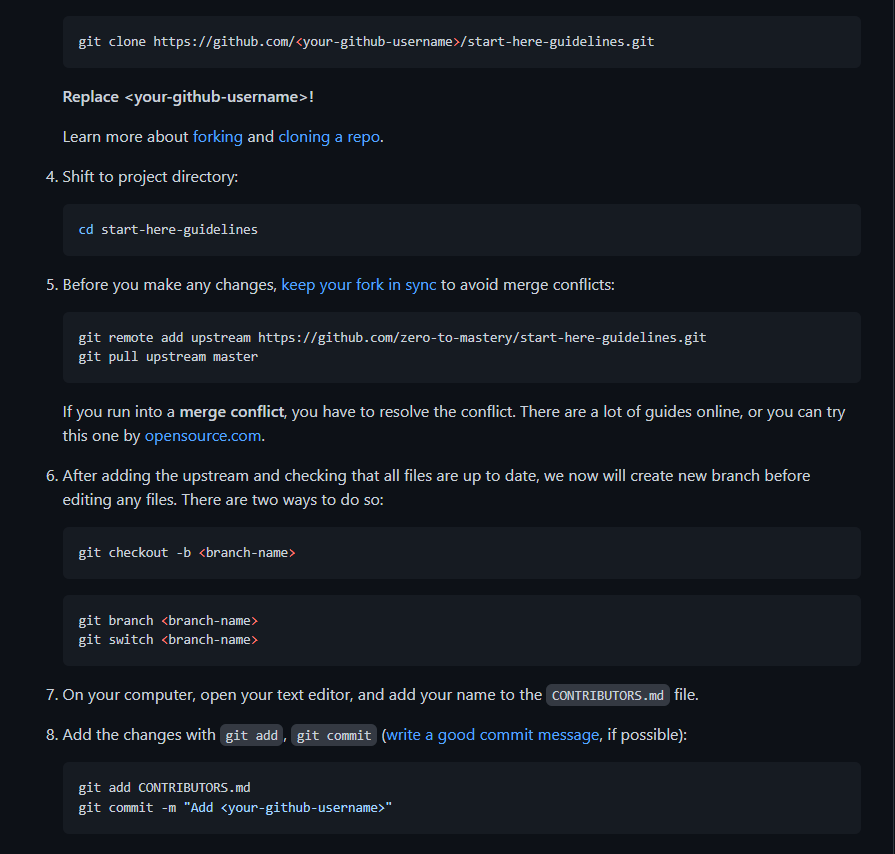 git clone https://github.com/<your-github-username>/start-here-guidelines.git
Replace <your-github-username>!
Learn more about forking and cloning a repo.
4. Shift to project directory:
cd start-here-guidelines
5. Before you make any changes, keep your fork in sync to avoid merge conflicts:
git remote add upstream https://github.com/zero-to-mastery/start-here-guidelines.git
git pull upstream master
If you run into a merge conflict, you have to resolve the conflict. There are a lot of guides online, or you can try
this one by opensource.com.
6. After adding the upstream and checking that all files are up to date, we now will create new branch before
editing any files. There are two ways to do so:
git checkout -b <branch-name>
git branch <branch-name>
git switch <branch-name>
7. On your computer, open your text editor, and add your name to the CONTRIBUTORS.md file.
8. Add the changes with git add, git commit (write a good commit message, if possible):
git add CONTRIBUTORS.md
git commit -m "Add <your-github-username>"